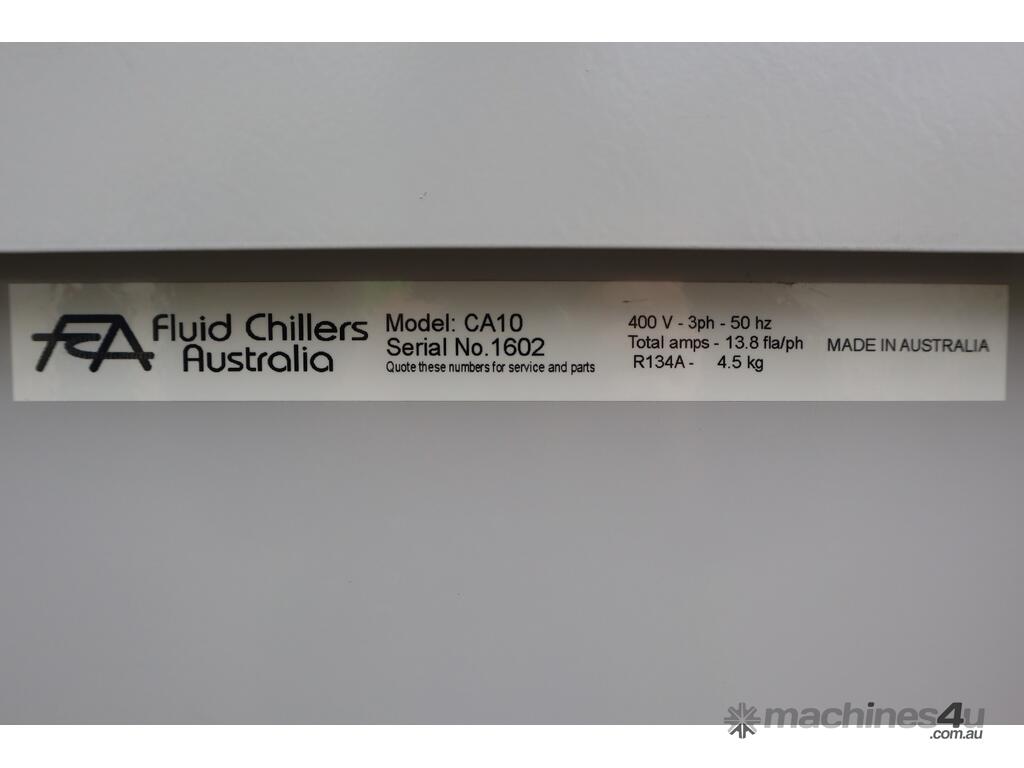 FCA Fluid Chillers
Australia
Model: CA10
Serial No.1602
Quote these numbers for service and parts
400 V - 3ph - 50 hz
Total amps - 13.8 fla/ph
R134A - 4.5 kg
MADE IN AUSTRALIA
machines4u
.com.au